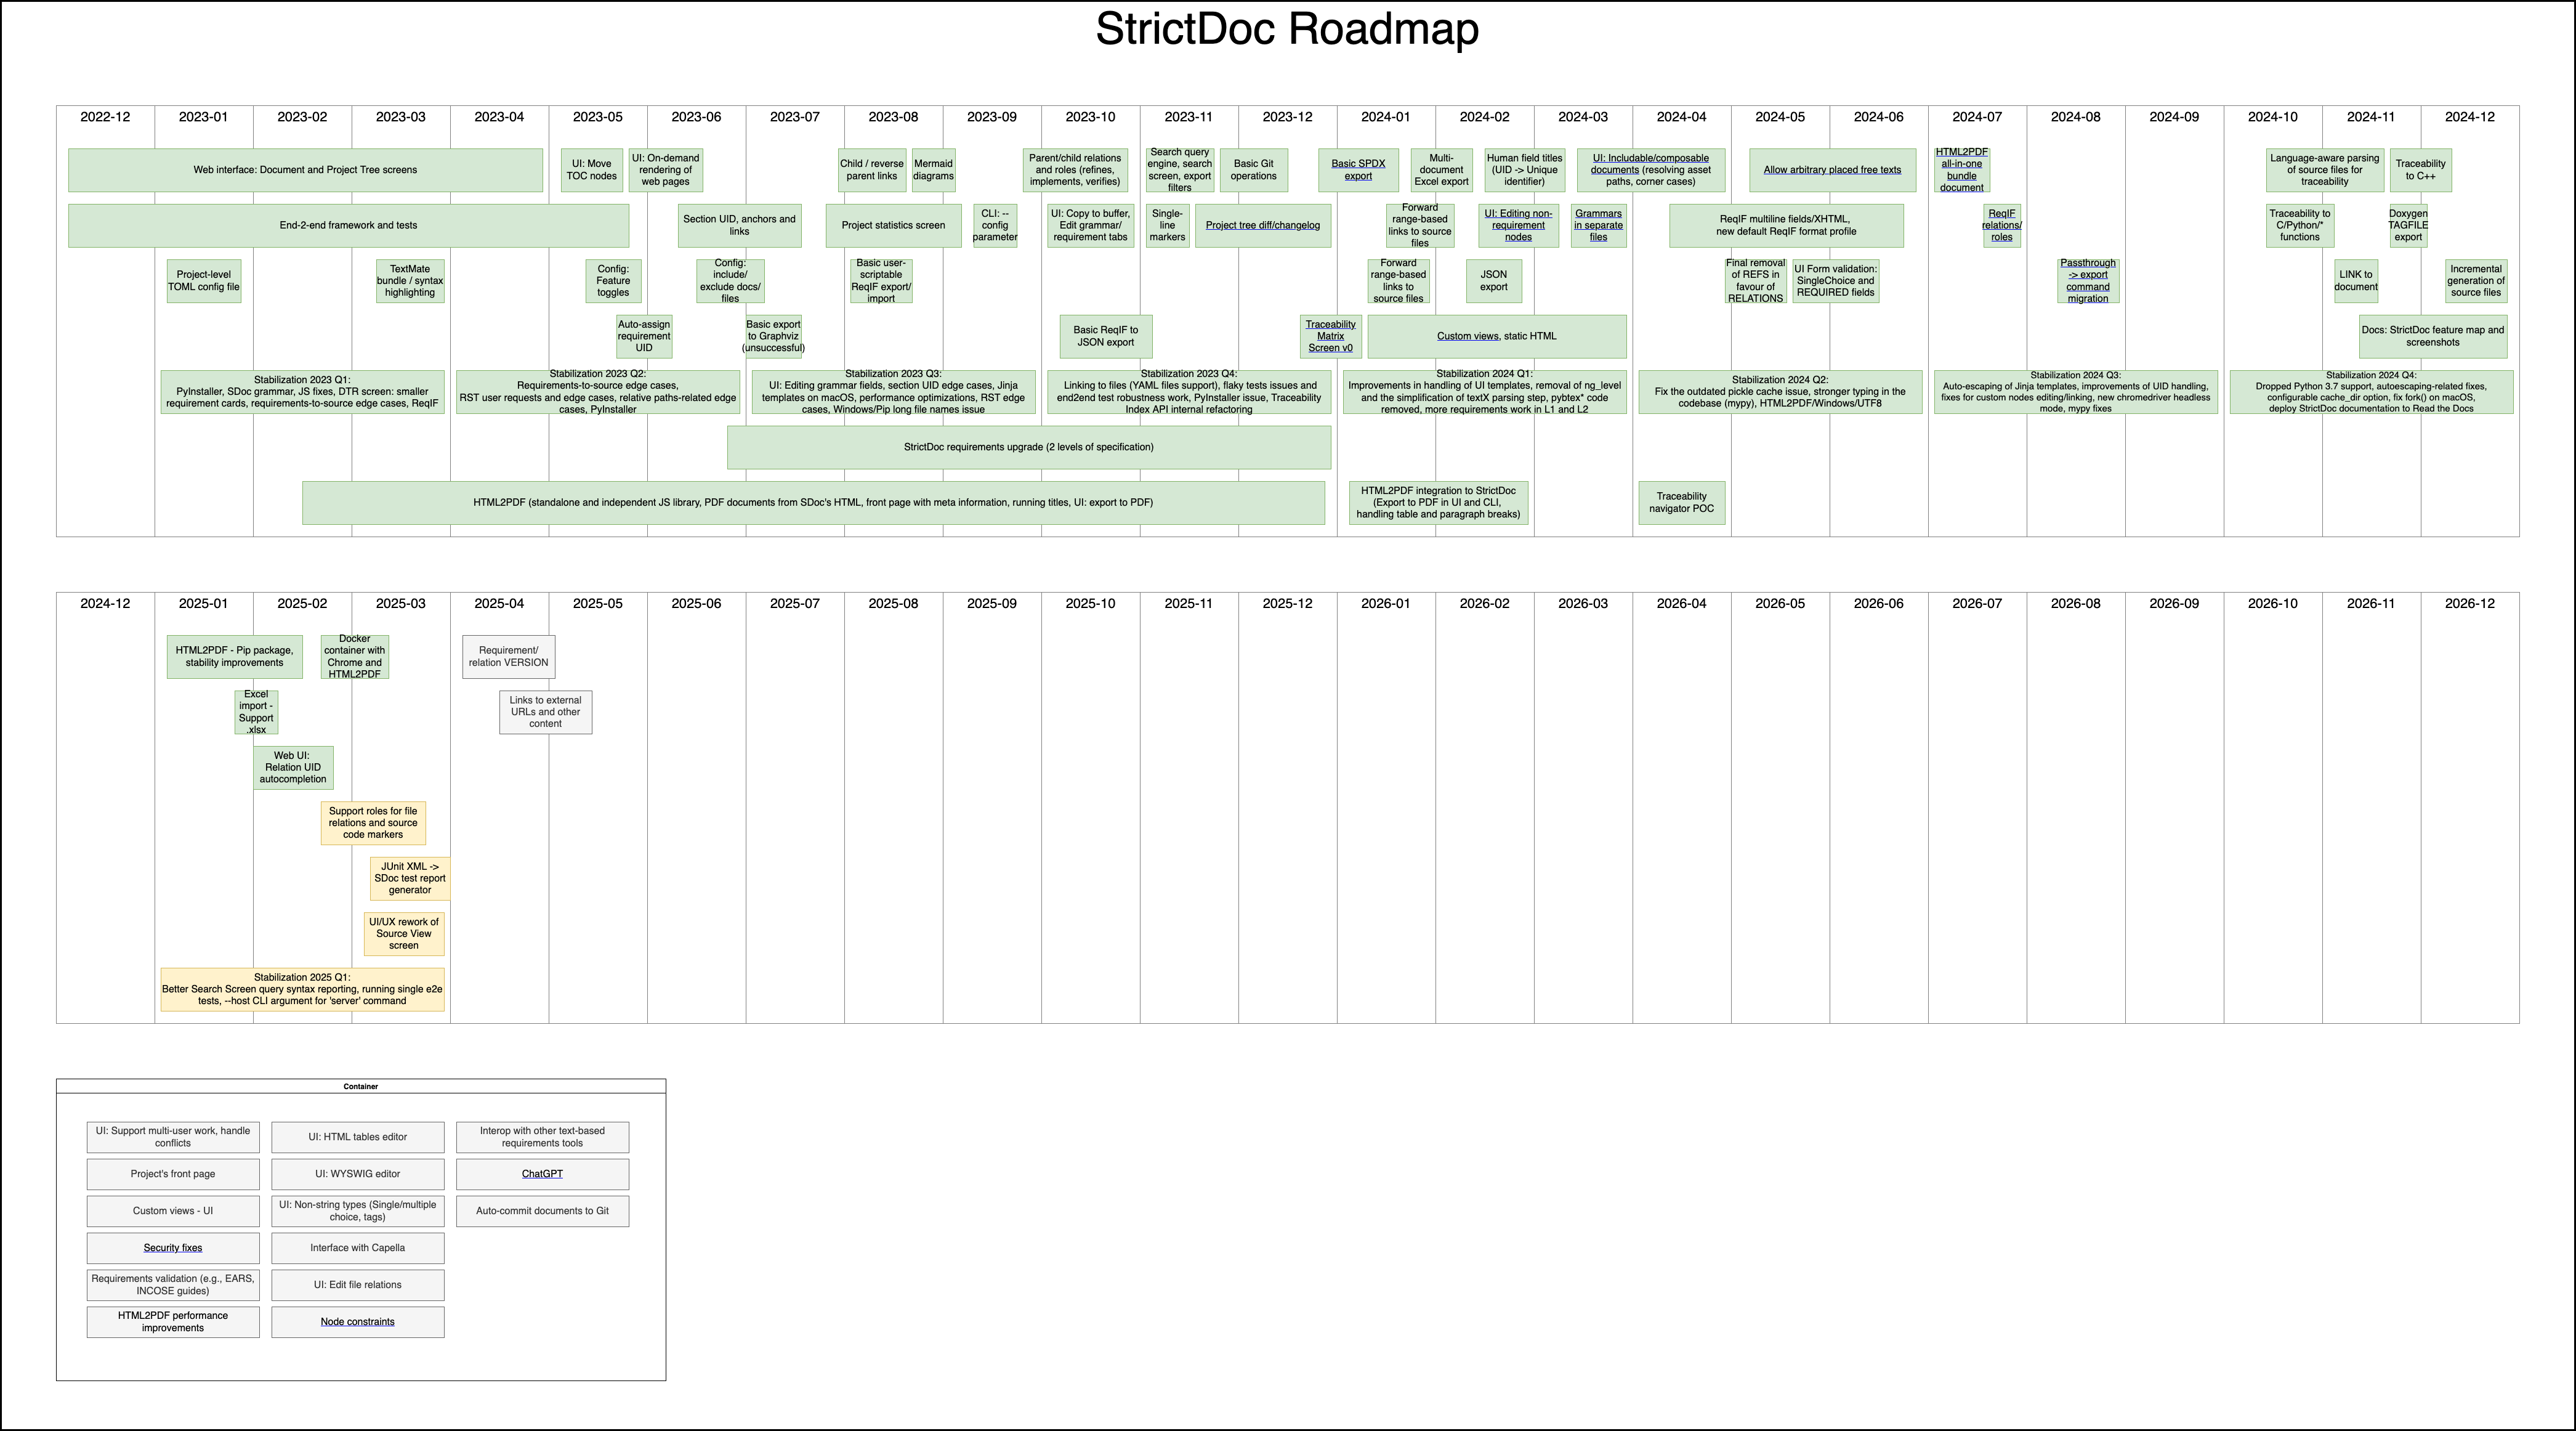 StrictDoc Roadmap
2022-12
2023-01
2023-02
2023-03
2023-04
2023-05
2023-06
2023-07
2023-08
2023-09
2023-10
2023-11
2023-12
2024-01
2024-02
2024-03
2024-04
2024-05
2024-06
2024-07
2024-08
2024-09
2024-10
2024-11
2024-12
Web interface: Document and Project Tree screens
UI: Move
TOC nodes
UI: On-demand
rendering of
web pages
Child / reverse
parent links
Mermaid
diagrams
Parent/child relations
and roles (refines,
implements, verifies)
Search query
engine, search
screen, export
filters
Basic Git
operations
Basic SPDX
export
Multi-
document
Excel export
Human field titles
(UID -> Unique
identifier)
UI: Includable/composable
documents (resolving asset
paths, corner cases)
Allow arbitrary placed free texts
HTML2PDF
all-in-one
bundle
document
Language-aware parsing
of source files for
traceability
Traceability
to C++
End-2-end framework and tests
Section UID, anchors and
links
Project statistics screen
CLI: --
config
parameter
UI: Copy to buffer,
Edit grammar/
requirement tabs
Single-
line
markers
Project tree diff/changelog
Forward
range-based
links to source
files
UI: Editing non-
requirement
nodes
Grammars
in separate
files
ReqIF multiline fields/XHTML,
new default ReqIF format profile
ReqIF
relations/
roles
Traceability to
C/Python/*
functions
Doxygen
TAGFILE
export
Project-level
TOML config file
TextMate
bundle / syntax
highlighting
Config:
Feature
toggles
Config:
include/
exclude docs/
files
Basic user-
scriptable
ReqIF export/
import
Forward
range-based
links to
source files
JSON
export
Final removal
of REFS in
favour of
RELATIONS
UI Form validation:
SingleChoice and
REQUIRED fields
Passthrough
-> export
command
migration
LINK to
document
Incremental
generation of
source files
Auto-assign
requirement
UID
Basic export
to Graphviz
(unsuccessful)
Basic ReqIF to
JSON export
Traceability
Matrix
Screen v0
Custom views, static HTML
Docs: StrictDoc feature map and
screenshots
Stabilization 2023 Q1:
PyInstaller, SDoc grammar, JS fixes, DTR screen: smaller
requirement cards, requirements-to-source edge cases, ReqIF
Stabilization 2023 Q2:
Requirements-to-source edge cases,
RST user requests and edge cases, relative paths-related edge
cases, PyInstaller
Stabilization 2023 Q3:
UI: Editing grammar fields, section UID edge cases, Jinja
templates on macOS, performance optimizations, RST edge
cases, Windows/Pip long file names issue
Stabilization 2023 Q4:
Linking to files (YAML files support), flaky tests issues and
end2end test robustness work, PyInstaller issue, Traceability
Index API internal refactoring
Stabilization 2024 Q1:
Improvements in handling of UI templates, removal of ng_level
and the simplification of textX parsing step, pybtex* code
removed, more requirements work in L1 and L2
Stabilization 2024 Q2:
Fix the outdated pickle cache issue, stronger typing in the
codebase (mypy), HTML2PDF/Windows/UTF8
Stabilization 2024 Q3:
Auto-escaping of Jinja templates, improvements of UID handling,
fixes for custom nodes editing/linking, new chromedriver headless
mode, mypy fixes
Stabilization 2024 Q4:
Dropped Python 3.7 support, autoescaping-related fixes,
configurable cache_dir option, fix fork() on macOS,
deploy StrictDoc documentation to Read the Docs
StrictDoc requirements upgrade (2 levels of specification)
HTML2PDF (standalone and independent JS library, PDF documents from SDoc's HTML, front page with meta information, running titles, UI: export to PDF)
HTML2PDF integration to StrictDoc
(Export to PDF in UI and CLI,
handling table and paragraph breaks)
Traceability
navigator POC
2024-12
2025-01
2025-02
2025-03
2025-04
2025-05
2025-06
2025-07
2025-08
2025-09
2025-10
2025-11
2025-12
2026-01
2026-02
2026-03
2026-04
2026-05
2026-06
2026-07
2026-08
2026-09
2026-10
2026-11
2026-12
HTML2PDF - Pip package,
stability improvements
Docker
container with
Chrome and
HTML2PDF
Requirement/
relation VERSION
Excel
import -
Support
.xlsx
Links to external
URLs and other
content
Web UI:
Relation UID
autocompletion
Support roles for file
relations and source
code markers
JUnit XML ->
SDoc test report
generator
UI/UX rework of
Source View
screen
Stabilization 2025 Q1:
Better Search Screen query syntax reporting, running single e2e
tests, --host CLI argument for 'server' command
Container
UI: Support multi-user work, handle
conflicts
UI: HTML tables editor
Interop with other text-based
requirements tools
Project's front page
UI: WYSWIG editor
ChatGPT
Custom views - UI
UI: Non-string types (Single/multiple
choice, tags)
Auto-commit documents to Git
Security fixes
Interface with Capella
Requirements validation (e.g., EARS,
INCOSE guides)
UI: Edit file relations
HTML2PDF performance
improvements
Node constraints